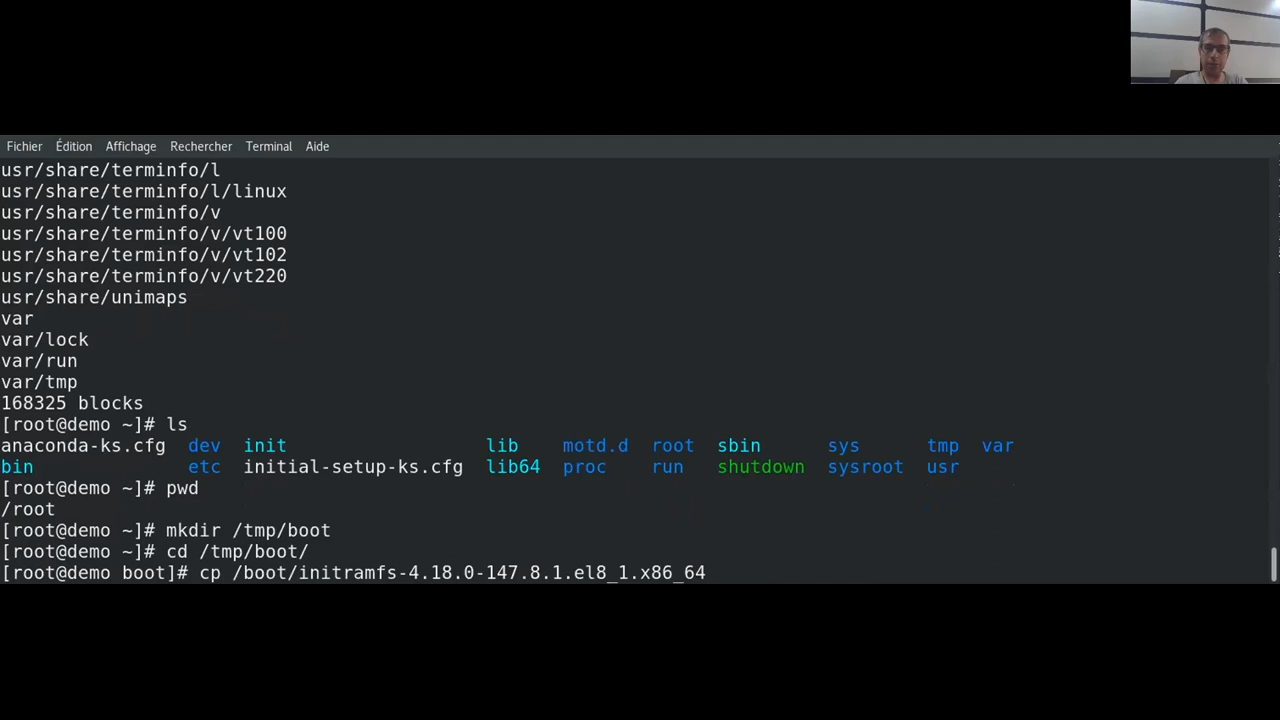 Fichier Édition Affichage Rechercher Terminal Aide
usr/share/terminfo/l
usr/share/terminfo/l/linux
usr/share/terminfo/v
usr/share/terminfo/v/vt100
usr/share/terminfo/v/vt102
usr/share/terminfo/v/vt220
usr/share/unimaps
var
var/lock
var/run
var/tmp
168325 blocks
[root@demo ~]# ls
anaconda-ks.cfg dev init lib motd.d root sbin sys tmp var
bin etc initial-setup-ks.cfg lib64 proc run shutdown sysroot usr
[root@demo ~]# pwd
/root
[root@demo ~]# mkdir /tmp/boot
[root@demo ~]# cd /tmp/boot/
[root@demo boot]# cp /boot/initramfs-4.18.0-147.8.1.el8_1.x86_64